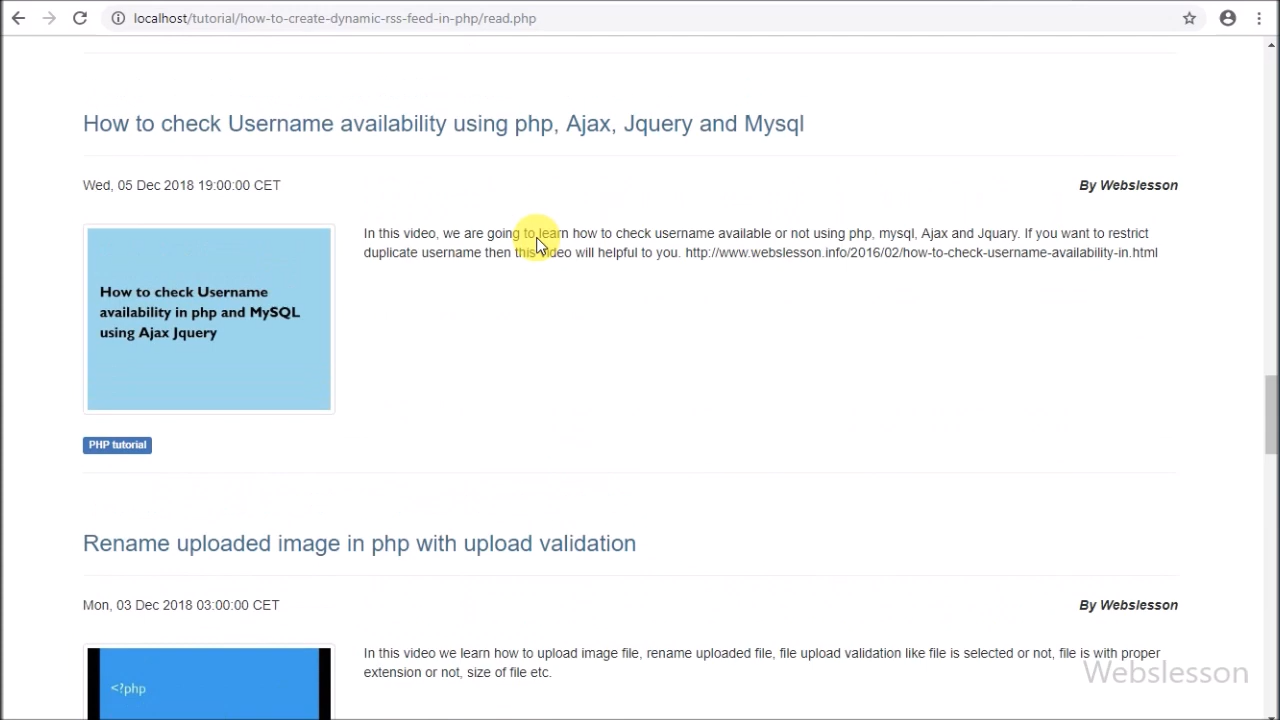 localhost/tutorial/how-to-create-dynamic-rss-feed-in-php/read.php
How to check Username availability using php, Ajax, Jquery and Mysql
Wed, 05 Dec 2018 19:00:00 CET
By Webslesson
In this video, we are going to learn how to check username available or not using php, mysql, Ajax and Jquary. If you want to restrict
duplicate username then this video will helpful to you. http://www.webslesson.info/2016/02/how-to-check-username-availability-in.html
How to check Username
availability in php and MySQL
using Ajax Jquery
PHP tutorial
Rename uploaded image in php with upload validation
Mon, 03 Dec 2018 03:00:00 CET
By Webslesson
In this video we learn how to upload image file, rename uploaded file, file upload validation like file is selected or not, file is with proper
extension or not, size of file etc.
<?php
Webslesson